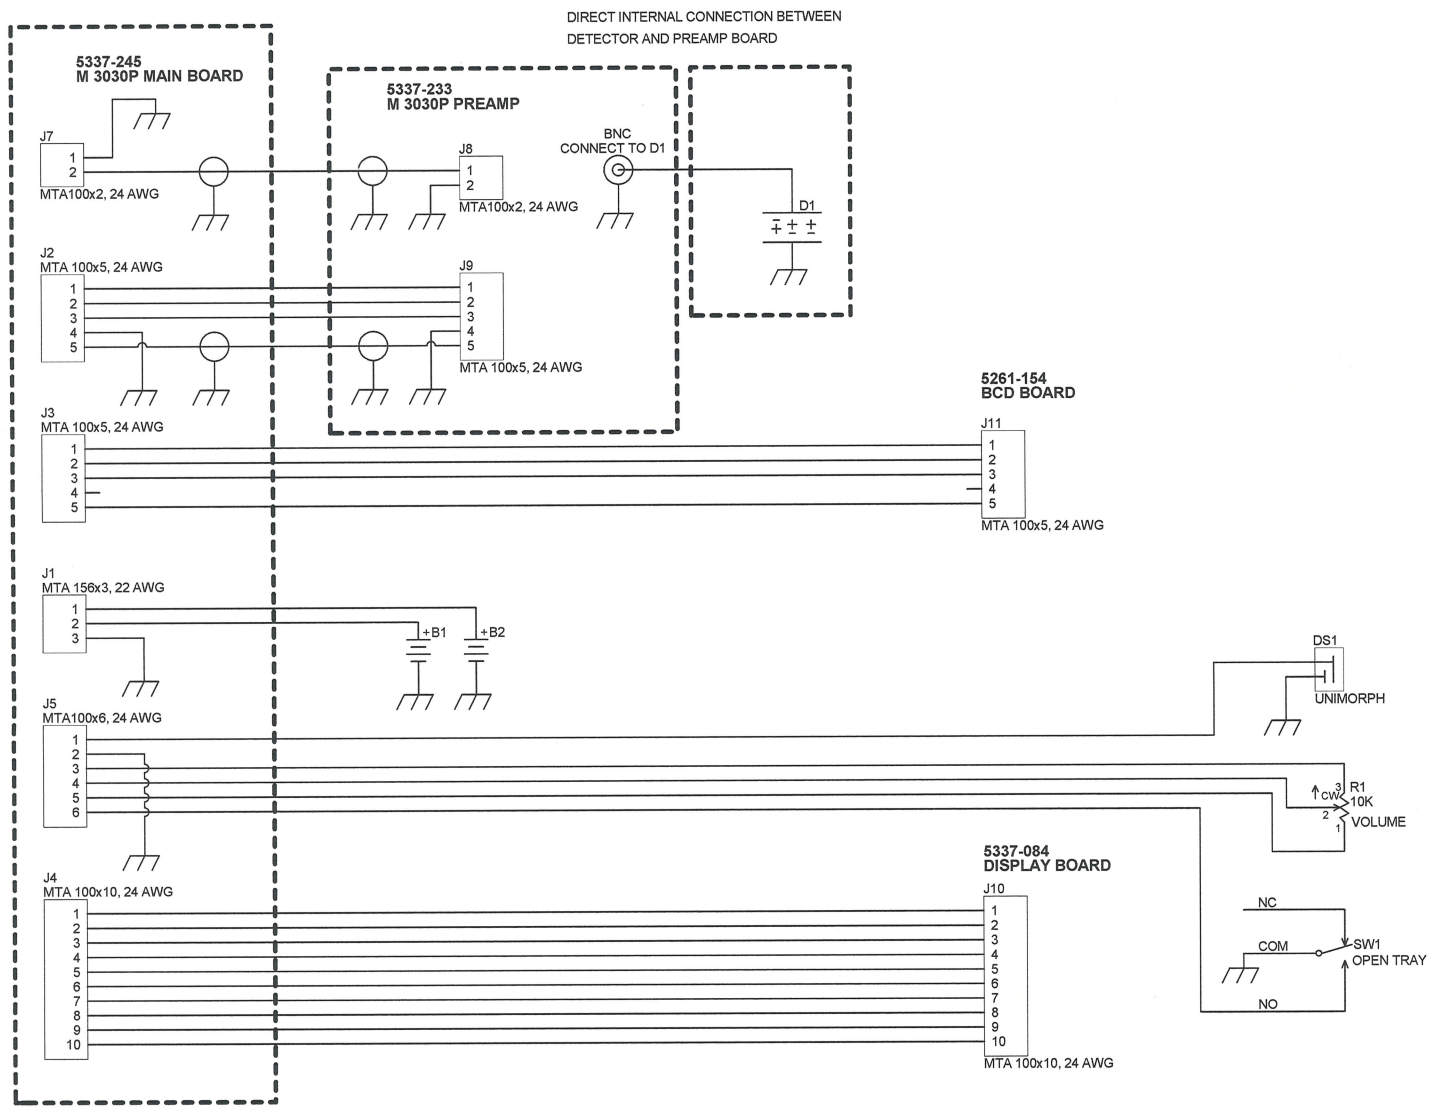 DIRECT INTERNAL CONNECTION BETWEEN
DETECTOR AND PREAMP BOARD
5337-245
M 3030P MAIN BOARD
5337-233
M 3030P PREAMP
J7
1
2
MTA100x2, 24 AWG
J8
1
2
MTA100x2, 24 AWG
BNC
CONNECT TO D1
D1
J2
MTA 100x5, 24 AWG
1
2
3
4
5
J9
1
2
3
4
5
MTA 100x5, 24 AWG
J3
MTA 100x5, 24 AWG
1
2
3
4
5
5261-154
BCD BOARD
J11
1
2
3
4
5
MTA 100x5, 24 AWG
J1
MTA 156x3, 22 AWG
1
2
3
+B1
+B2
DS1
UNIMORPH
J5
MTA100x6, 24 AWG
1
2
3
4
5
6
3
R1
CW
10K
2
VOLUME
1
J4
MTA 100x10, 24 AWG
1
2
3
4
5
6
7
8
9
10
5337-084
DISPLAY BOARD
J10
1
2
3
4
5
6
7
8
9
10
MTA 100x10, 24 AWG
NC
COM
SW1
OPEN TRAY
NO